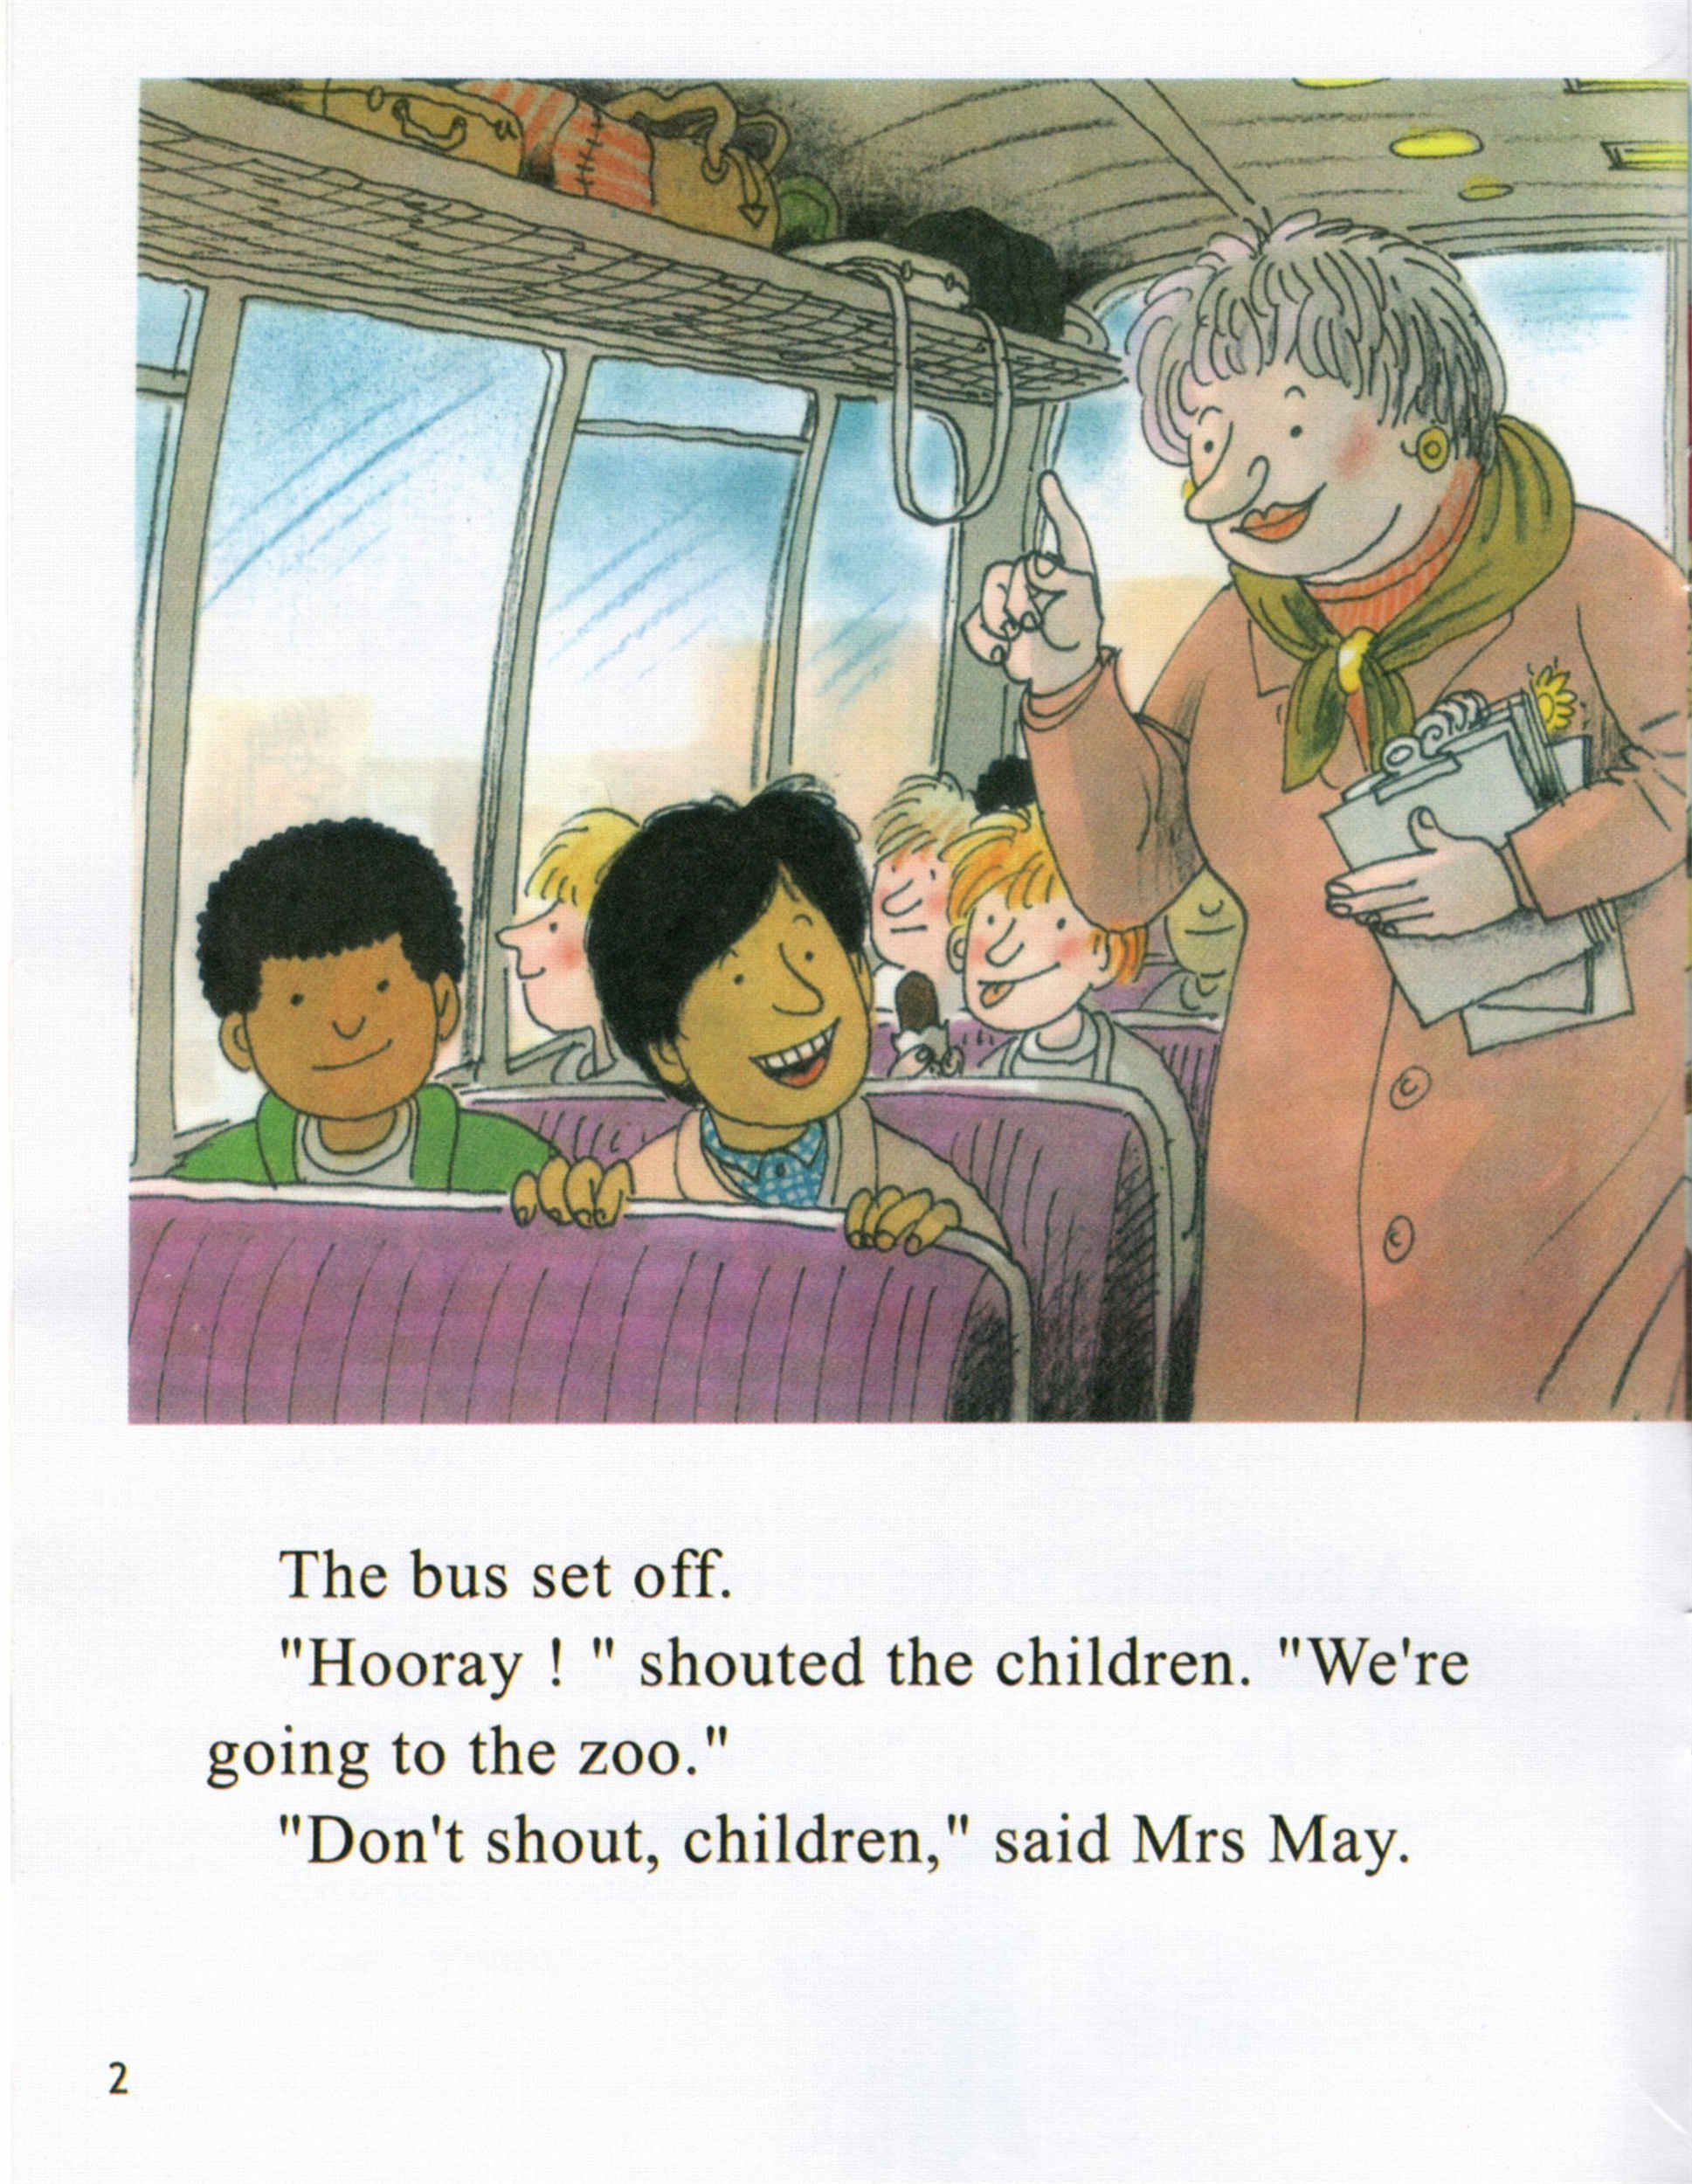 The bus set off.
"Hooray ! " shouted the children. "We're
going to the zoo."
"Don't shout, children," said Mrs May.
2